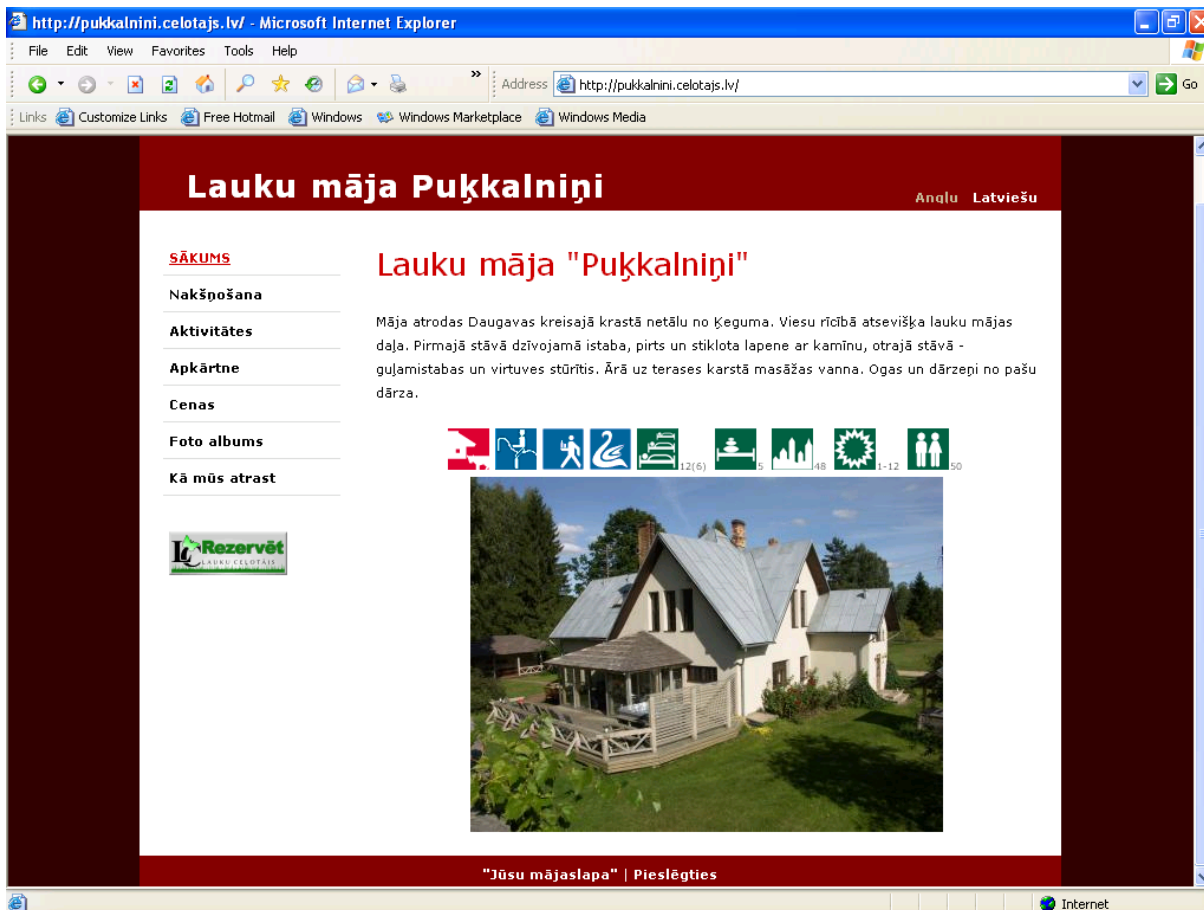 http://pukkalnini.celotajs.lv/ - Microsoft Internet Explorer
File Edit View Favorites Tools Help
» Address http://pukkalnini.celotajs.lv/ Go
Links Customize Links Free Hotmail Windows Windows Marketplace Windows Media
Lauku māja Puķkalniņi
Angļu Latviešu
SĀKUMS
Nakšņošana
Aktivitātes
Apkārtne
Cenas
Foto albums
Kā mūs atrast
Rezervēt
LC LAUKU CEĻOTĀJS
Lauku māja "Puķkalniņi"
Māja atrodas Daugavas kreisajā krastā netālu no Ķeguma. Viesu rīcībā atsevišķa lauku mājas
daļa. Pirmajā stāvā dzīvojamā istaba, pirts un stiklota lapene ar kamīnu, otrajā stāvā -
guļamistabas un virtuves stūrītis. Ārā uz terases karstā masāžas vanna. Ogas un dārzeņi no pašu
dārza.
12(6) 5 48 1-12 50
"Jūsu mājaslapa" | Pieslēgties
Internet